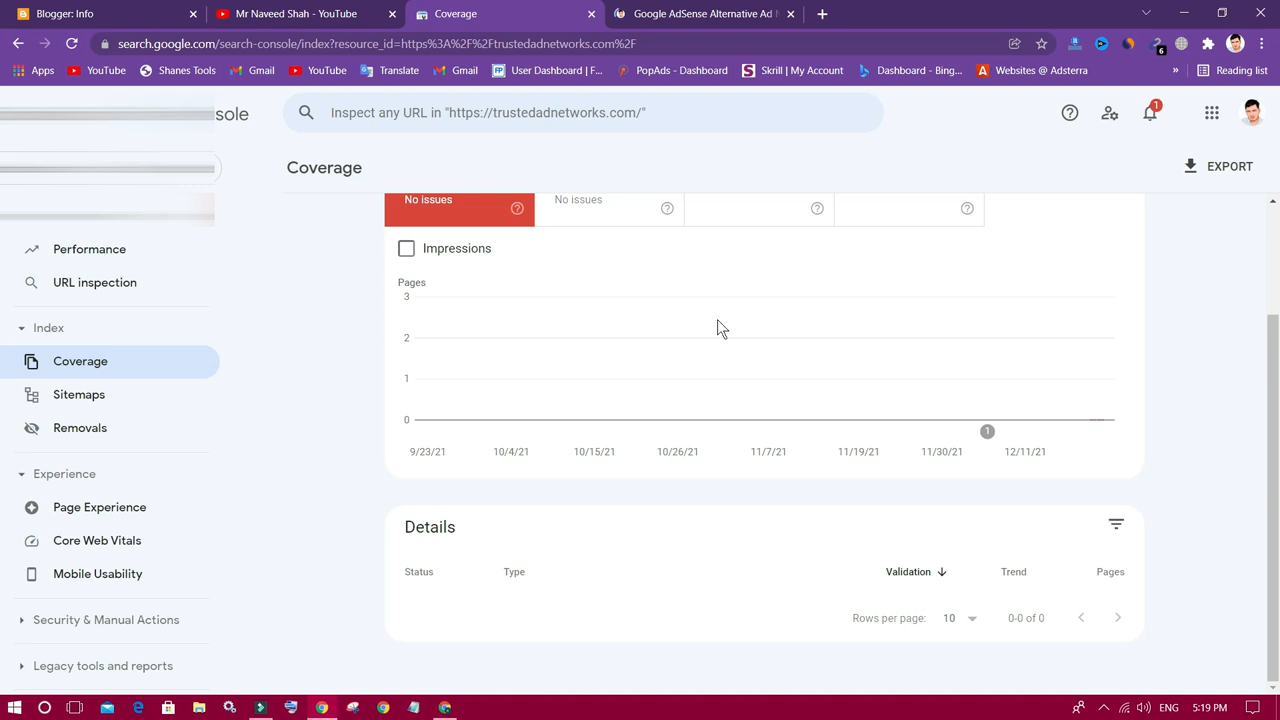 Blogger: Info
Mr Naveed Shah - YouTube
Coverage
Google AdSense Alternative Ad N
search.google.com/search-console/index?resource_id=https%3A%2F%2Ftrustedadnetworks.com%2F
6
Apps
YouTube
Shanes Tools
Gmail
YouTube
Translate
Gmail
User Dashboard | F...
PopAds - Dashboard
Skrill | My Account
Dashboard - Bing...
Websites @ Adsterra
»
Reading list
sole
Inspect any URL in "https://trustedadnetworks.com/"
1
Coverage
EXPORT
No issues
No issues
Performance
URL inspection
Index
Coverage
Sitemaps
Removals
Experience
Page Experience
Core Web Vitals
Mobile Usability
Security & Manual Actions
Legacy tools and reports
Impressions
Pages
3
2
1
0
1
9/23/21 10/4/21 10/15/21 10/26/21 11/7/21 11/19/21 11/30/21 12/11/21
Details
Status Type Validation Trend Pages
Rows per page: 10 0-0 of 0
ENG 5:19 PM